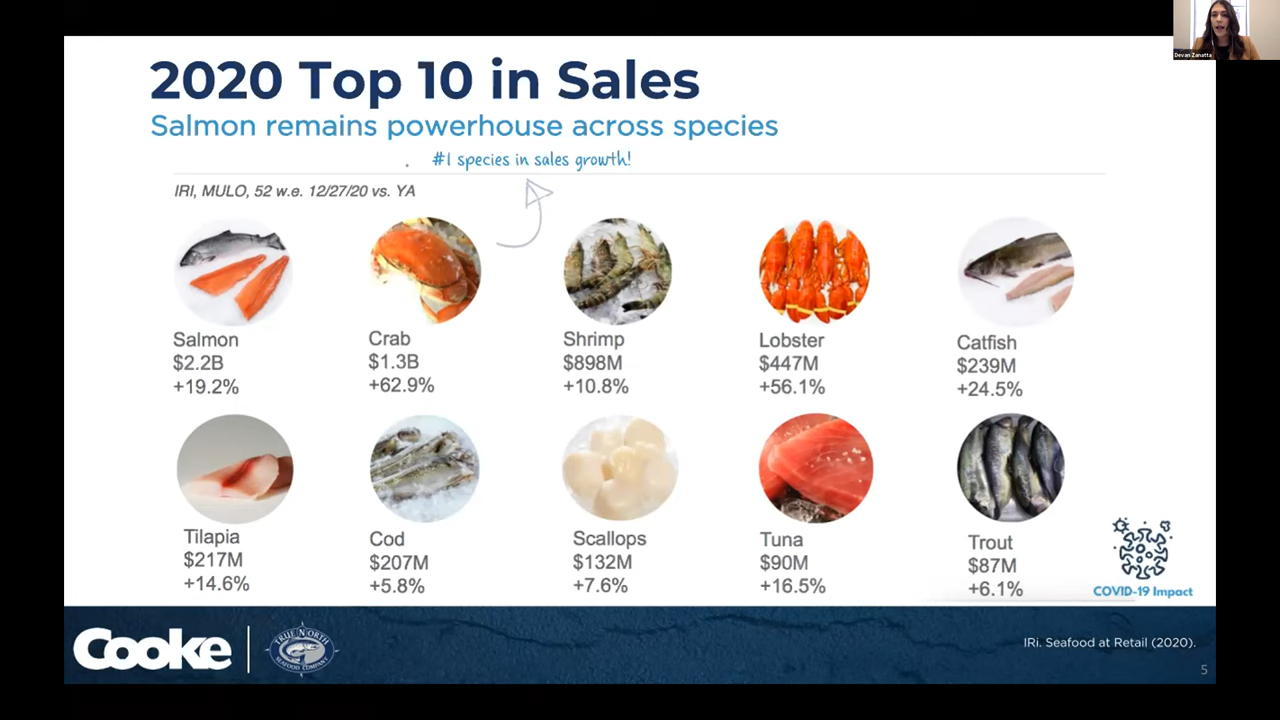 Devan Zanatta
2020 Top 10 in Sales
Salmon remains powerhouse across species
#1 species in sales growth!
IRI, MULO, 52 w.e. 12/27/20 vs. YA
Salmon
$2.2B
+19.2%
Crab
$1.3B
+62.9%
Shrimp
$898M
+10.8%
Lobster
$447M
+56.1%
Catfish
$239M
+24.5%
Tilapia
$217M
+14.6%
Cod
$207M
+5.8%
Scallops
$132M
+7.6%
Tuna
$90M
+16.5%
Trout
$87M
+6.1%
COVID-19 Impact
Cooke
TRUE NORTH
SEAFOOD COMPANY
IRi. Seafood at Retail (2020).
5